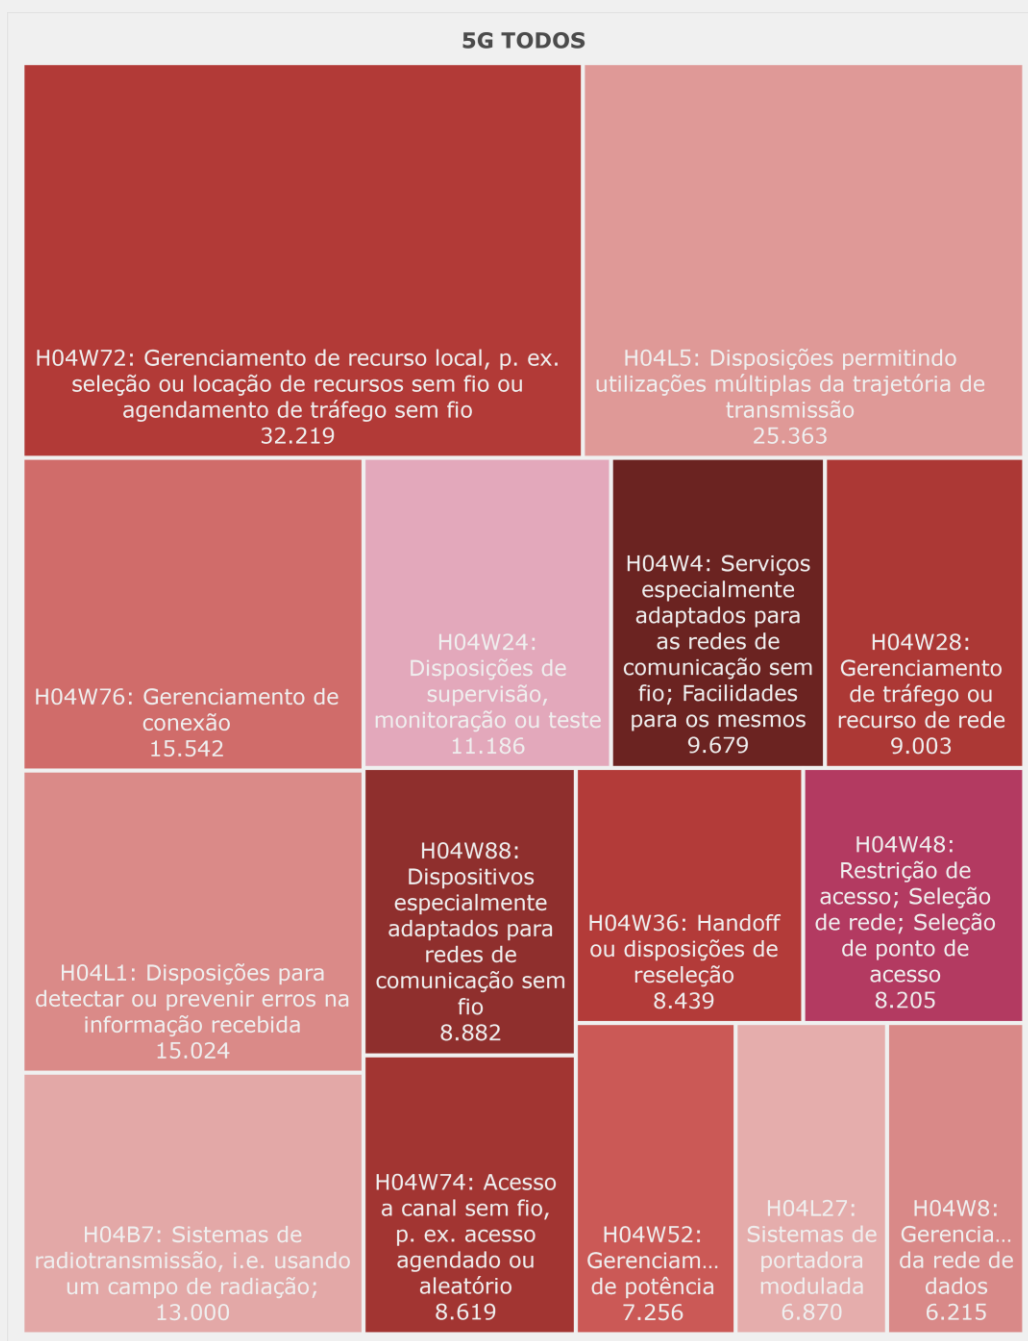 5G TODOS
H04W72: Gerenciamento de recurso local, p. ex.
seleção ou locação de recursos sem fio ou
agendamento de tráfego sem fio
32.219
H04L5: Disposições permitindo
utilizações múltiplas da trajetória de
transmissão
25.363
H04W76: Gerenciamento de
conexão
15.542
H04W24:
Disposições de
supervisão,
monitoração ou teste
11.186
H04W4: Serviços
especialmente
adaptados para
as redes de
comunicação sem
fio; Facilidades
para os mesmos
9.679
H04W28:
Gerenciamento
de tráfego ou
recurso de rede
9.003
H04L1: Disposições para
detectar ou prevenir erros na
informação recebida
15.024
H04W88:
Dispositivos
especialmente
adaptados para
redes de
comunicação sem
fio
8.882
H04W36: Handoff
ou disposições de
reseleção
8.439
H04W48:
Restrição de
acesso; Seleção
de rede; Seleção
de ponto de
acesso
8.205
H04B7: Sistemas de
radiotransmissão, i.e. usando
um campo de radiação;
13.000
H04W74: Acesso
a canal sem fio,
p. ex. acesso
agendado ou
aleatório
8.619
H04W52:
Gerenciam...
de potência
7.256
H04L27:
Sistemas de
portadora
modulada
6.870
H04W8:
Gerencia...
da rede de
dados
6.215